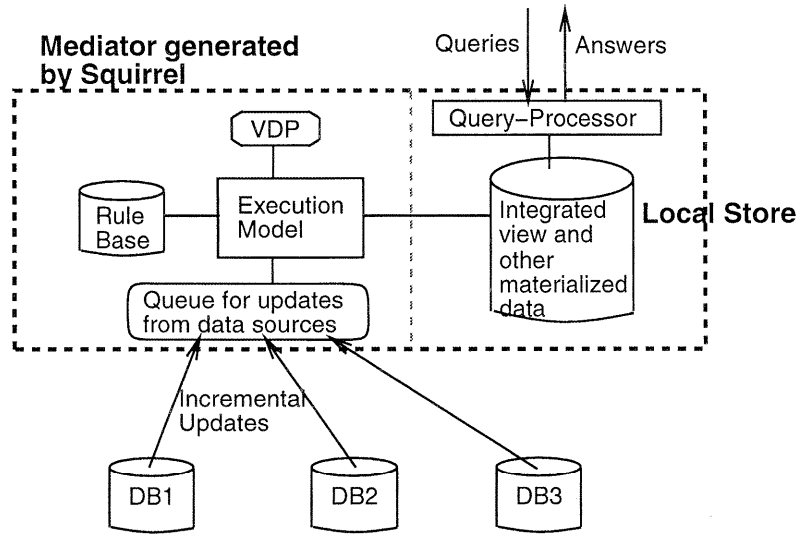 Mediator generated
by Squirrel
Queries
Answers
VDP
Query-Processor
Rule
Base
Execution
Model
Integrated
view and
other
materialized
data
Local Store
Queue for updates
from data sources
Incremental
Updates
DB1
DB2
DB3